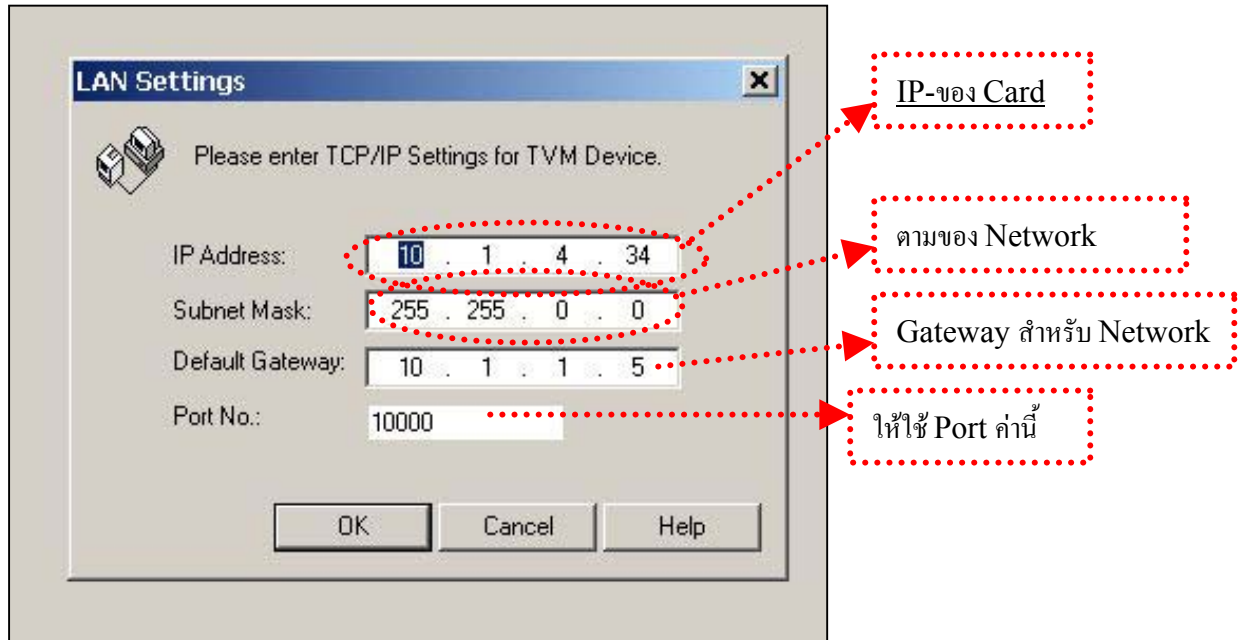 LAN Settings
Please enter TCP/IP Settings for TVM Device.
IP Address: 10 . 1 . 4 . 34
Subnet Mask: 255 . 255 . 0 . 0
Default Gateway: 10 . 1 . 1 . 5
Port No.: 10000
OK Cancel Help
IP-ของ Card
ตามของ Network
Gateway สำหรับ Network
ให้ใช้ Port ค่านี้